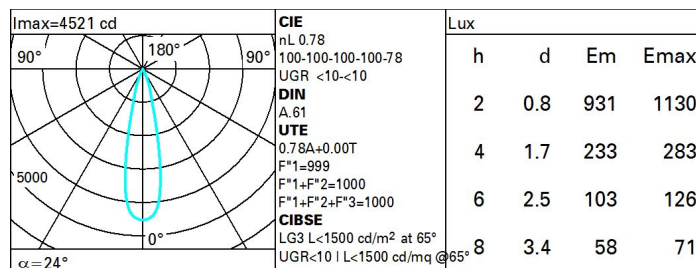 Imax=4521 cd
90° 180° 90°
5000
0°
α=24°
CIE
nL 0.78
100-100-100-100-78
UGR <10-<10
DIN
A.61
UTE
0.78A+0.00T
F"1=999
F"1+F"2=1000
F"1+F"2+F"3=1000
CIBSE
LG3 L<1500 cd/m² at 65°
UGR<10 | L<1500 cd/mq @65°
Lux
h d Em Emax
2 0.8 931 1130
4 1.7 233 283
6 2.5 103 126
8 3.4 58 71